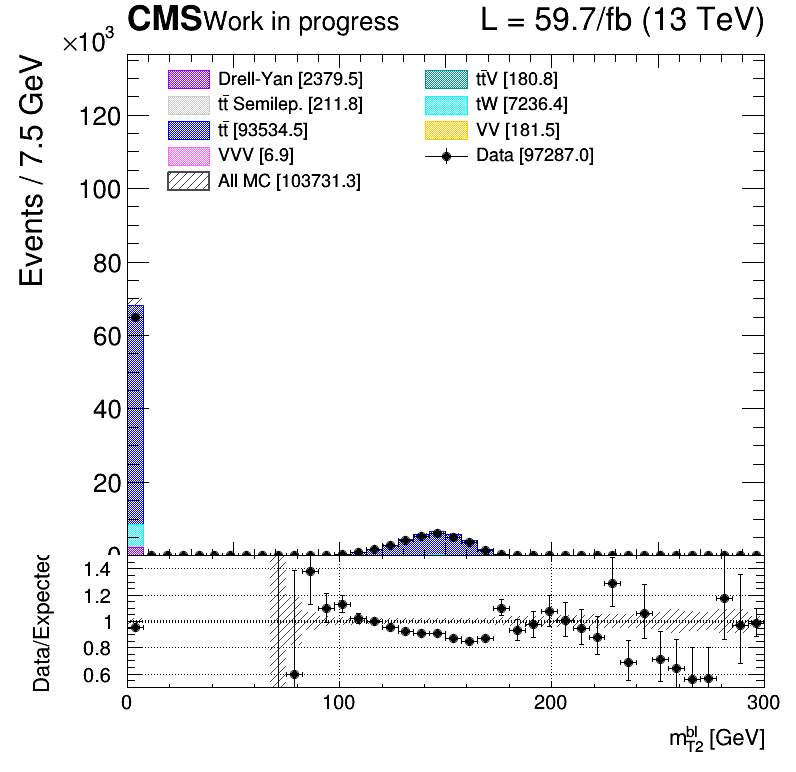 CMS Work in progress L = 59.7/fb (13 TeV)
×10³
Events / 7.5 GeV
Drell-Yan [2379.5]
tt̄ Semilep. [211.8]
tt̄ [93534.5]
VVV [6.9]
All MC [103731.3]
tt̄V [180.8]
tW [7236.4]
VV [181.5]
Data [97287.0]
120
100
80
60
40
20
0
Data/Expected
1.4
1.2
1
0.8
0.6
0 100 200 300
m_T2^bl [GeV]